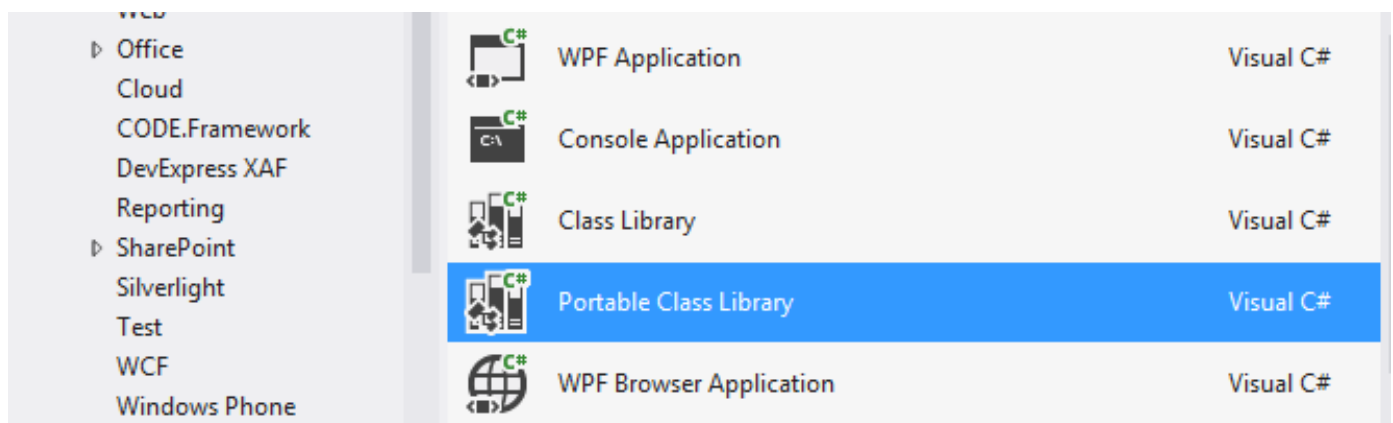 Office
Cloud
CODE.Framework
DevExpress XAF
Reporting
SharePoint
Silverlight
Test
WCF
Windows Phone
C#
WPF Application Visual C#
C#
C:\
Console Application Visual C#
C#
Class Library Visual C#
C#
Portable Class Library Visual C#
C#
WPF Browser Application Visual C#